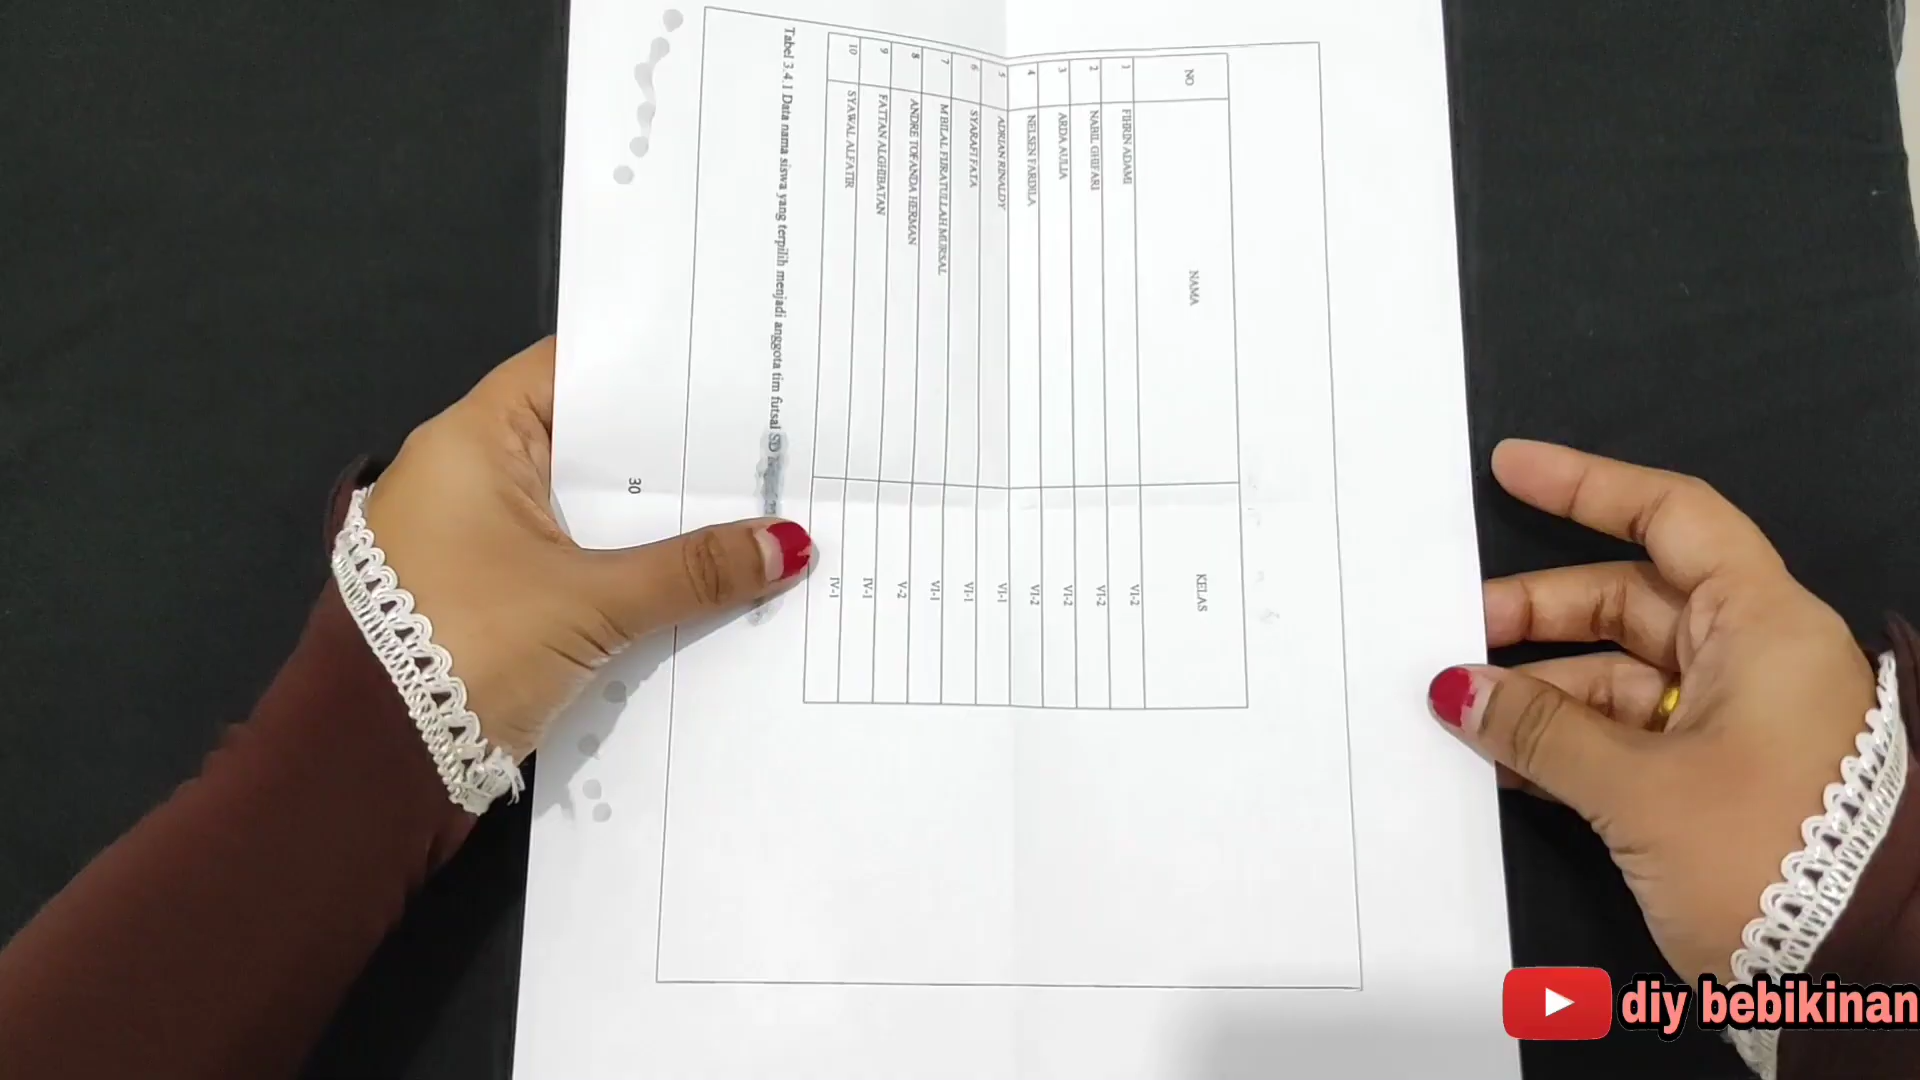 NO NAMA KELAS
1 FIHRIN ADAMI VI-2
2 NABIL GHIFARI VI-2
3 ARDA AULIA VI-2
4 NELSEN FARDILA VI-2
5 ADRIAN RINALDY VI-1
6 SYARAFI FATA VI-1
7 M BILAL FURATULLAH MURSAL VI-1
8 ANDRE TOFANDA HERMAN V-2
9 FATTAN ALGHIBATAN IV-1
10 SYAWAL ALFATIR IV-1
Tabel 3.4.1 Data nama siswa yang terpilih menjadi anggota tim futsal SD
30
diy bebikinan